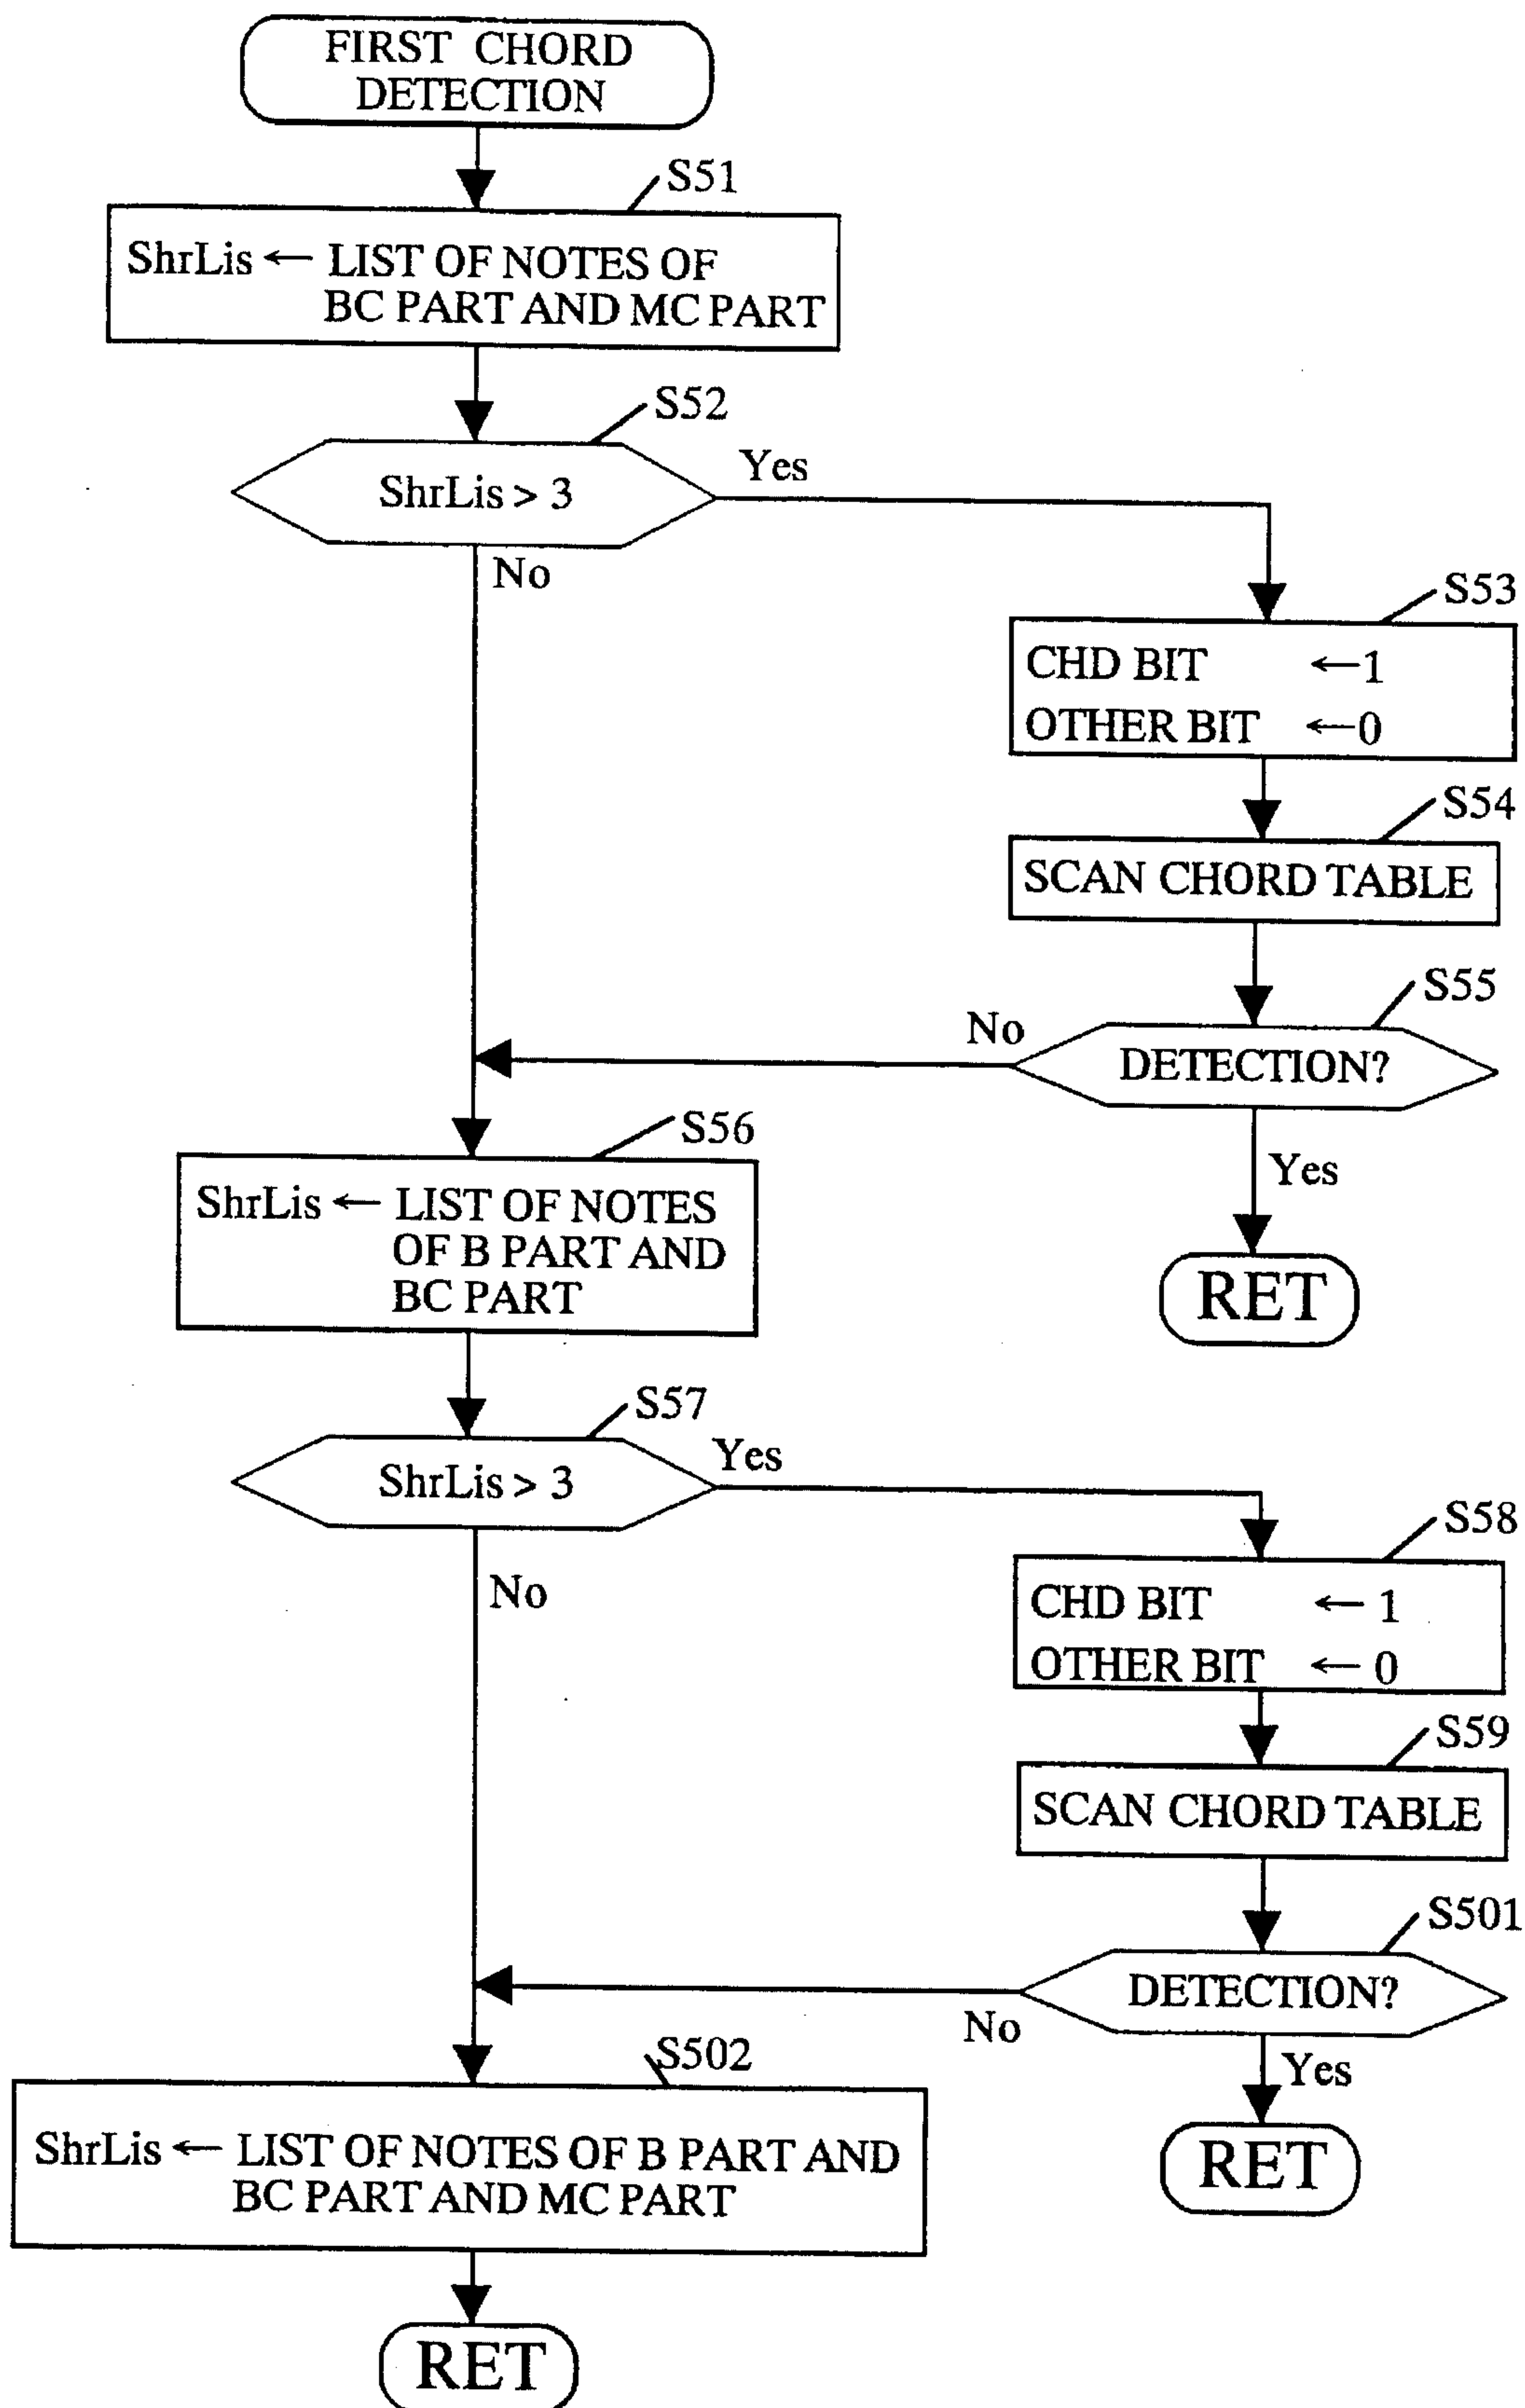 FIRST CHORD
DETECTION
S51
ShrLis ← LIST OF NOTES OF
BC PART AND MC PART
S52
ShrLis > 3
Yes
No
S53
CHD BIT ←1
OTHER BIT ←0
S54
SCAN CHORD TABLE
S55
DETECTION?
No
Yes
RET
S56
ShrLis ← LIST OF NOTES
OF B PART AND
BC PART
S57
ShrLis > 3
Yes
No
S58
CHD BIT ← 1
OTHER BIT ← 0
S59
SCAN CHORD TABLE
S501
DETECTION?
No
Yes
RET
S502
ShrLis ← LIST OF NOTES OF B PART AND
BC PART AND MC PART
RET